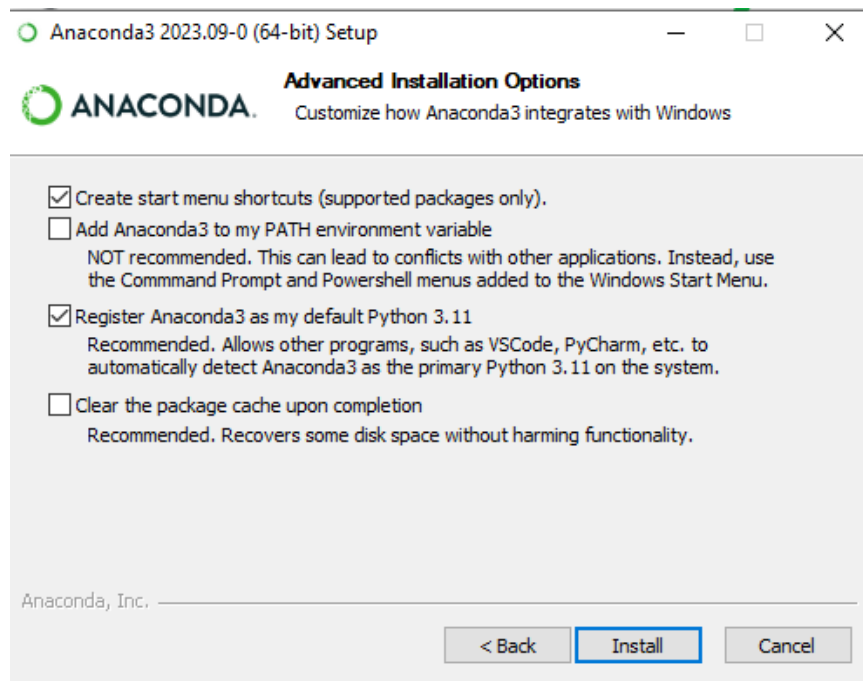 Anaconda3 2023.09-0 (64-bit) Setup
ANACONDA.
Advanced Installation Options
Customize how Anaconda3 integrates with Windows
Create start menu shortcuts (supported packages only).
Add Anaconda3 to my PATH environment variable
NOT recommended. This can lead to conflicts with other applications. Instead, use
the Commmand Prompt and Powershell menus added to the Windows Start Menu.
Register Anaconda3 as my default Python 3.11
Recommended. Allows other programs, such as VSCode, PyCharm, etc. to
automatically detect Anaconda3 as the primary Python 3.11 on the system.
Clear the package cache upon completion
Recommended. Recovers some disk space without harming functionality.
Anaconda, Inc.
< Back
Install
Cancel